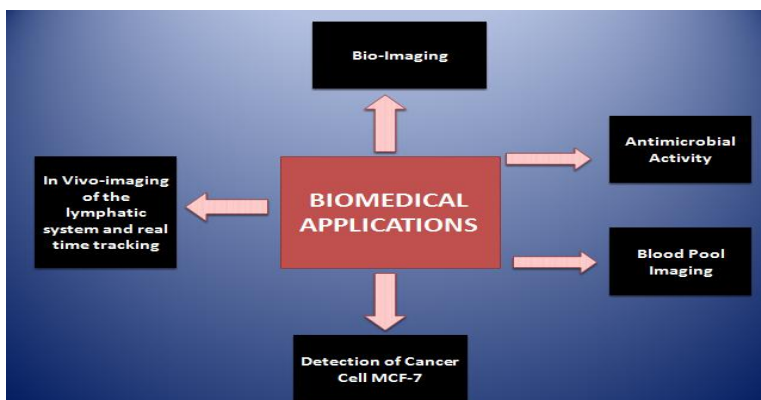 Bio-Imaging
Antimicrobial
Activity
In Vivo-imaging
of the
lymphatic
system and real
time tracking
BIOMEDICAL
APPLICATIONS
Blood Pool
Imaging
Detection of Cancer
Cell MCF-7